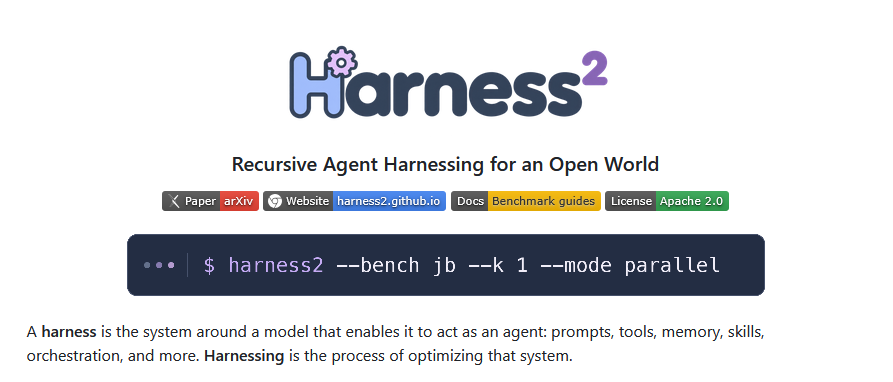 Harness²
Recursive Agent Harnessing for an Open World
Paper arXiv Website harness2.github.io Docs Benchmark guides License Apache 2.0
$ harness2 --bench jb --k 1 --mode parallel
A harness is the system around a model that enables it to act as an agent: prompts, tools, memory, skills,
orchestration, and more. Harnessing is the process of optimizing that system.